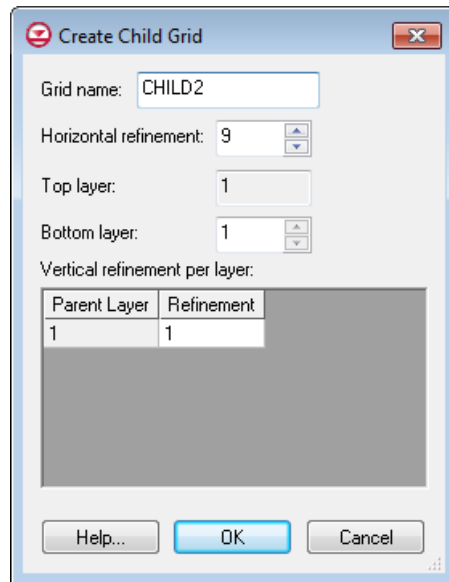 Create Child Grid
Grid name: CHILD2
Horizontal refinement: 9
Top layer: 1
Bottom layer: 1
Vertical refinement per layer:
Parent Layer Refinement
1 1
Help... OK Cancel